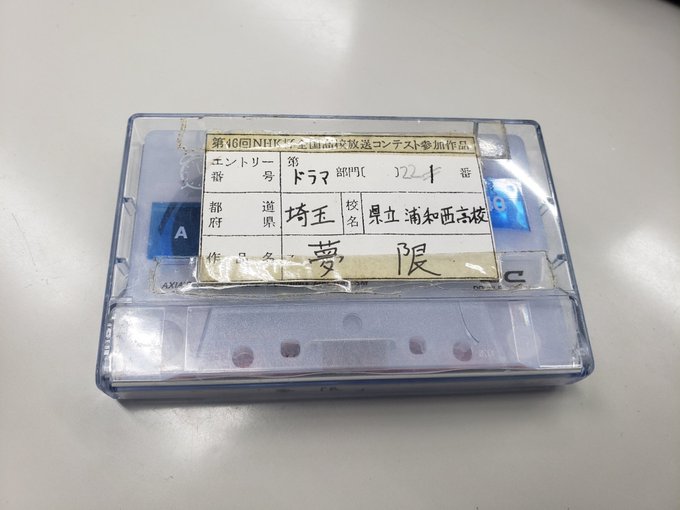 第46回NHK杯全国高校放送コンテスト参加作品
エントリー番号 第 ドラマ部門( )22 1 番
都道府県 埼玉 校名 県立浦和西高校
作品名 夢限
A
AXIA